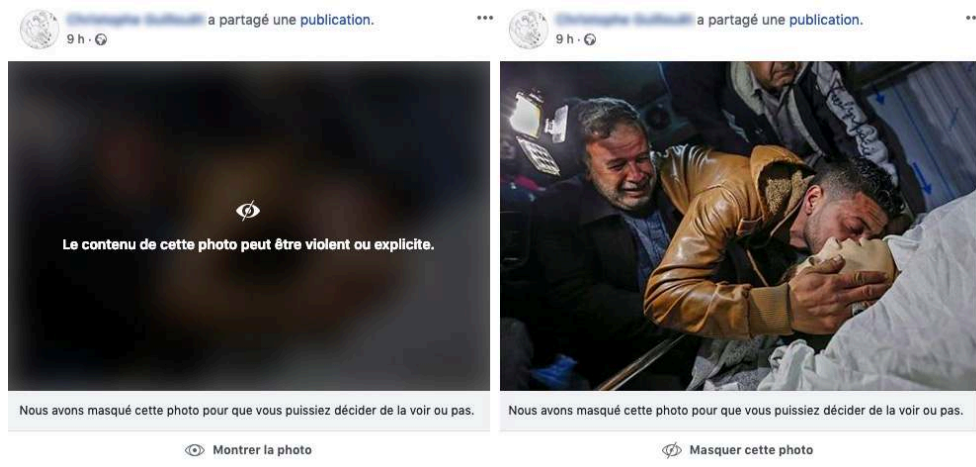 a partagé une publication.
9 h
Le contenu de cette photo peut être violent ou explicite.
Nous avons masqué cette photo pour que vous puissiez décider de la voir ou pas.
Montrer la photo
a partagé une publication.
9 h
Nous avons masqué cette photo pour que vous puissiez décider de la voir ou pas.
Masquer cette photo